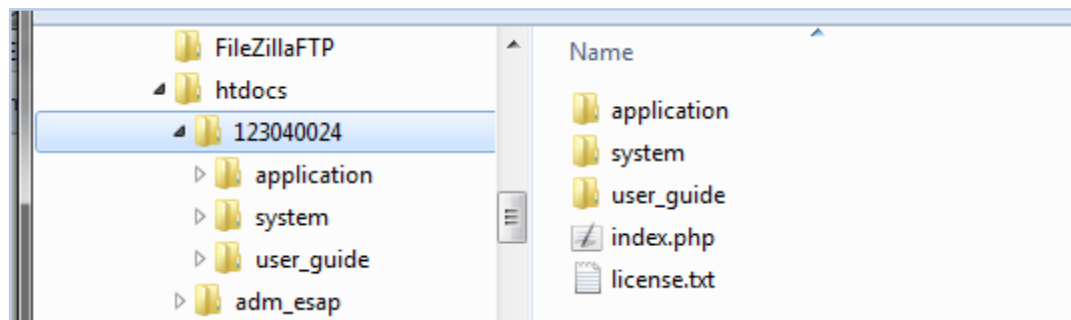 FileZillaFTP
htdocs
123040024
application
system
user_guide
adm_esap
Name
application
system
user_guide
index.php
license.txt